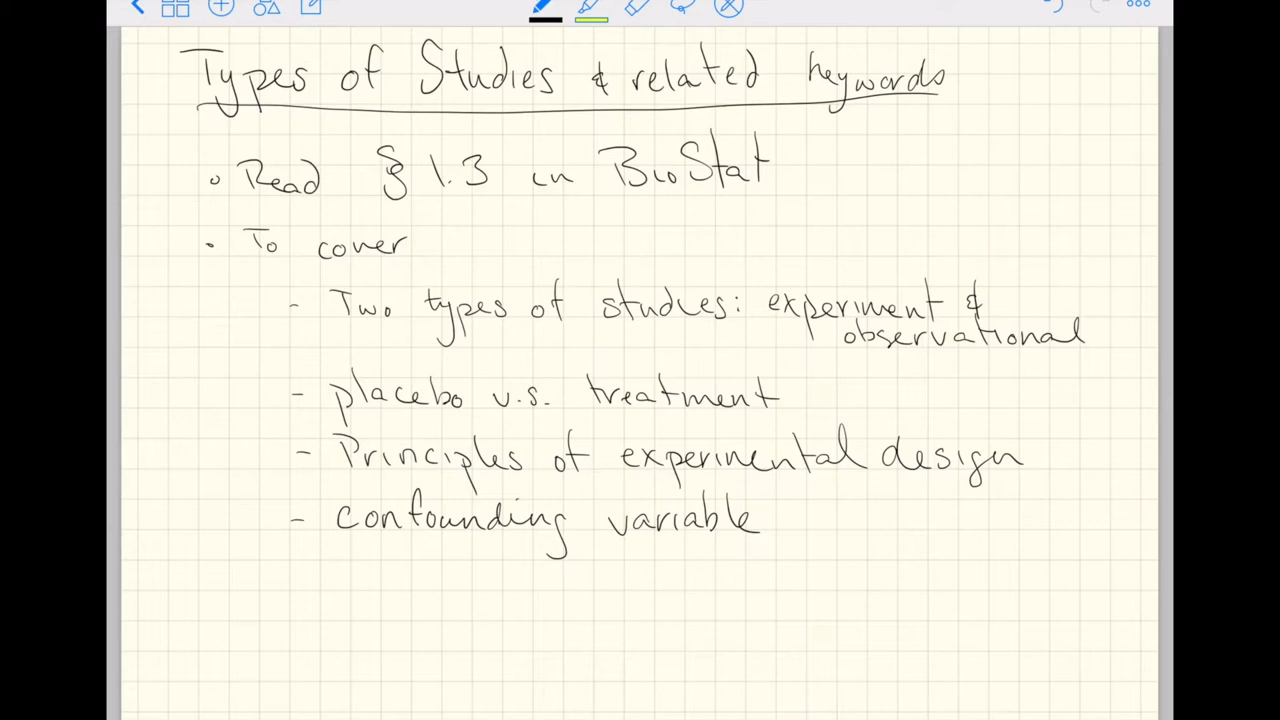 Types of Studies & related keywords
• Read § 1.3 in BioStat
• To cover
- Two types of studies: experiment &
observational
- placebo v.s. treatment
- Principles of experimental design
- confounding variable